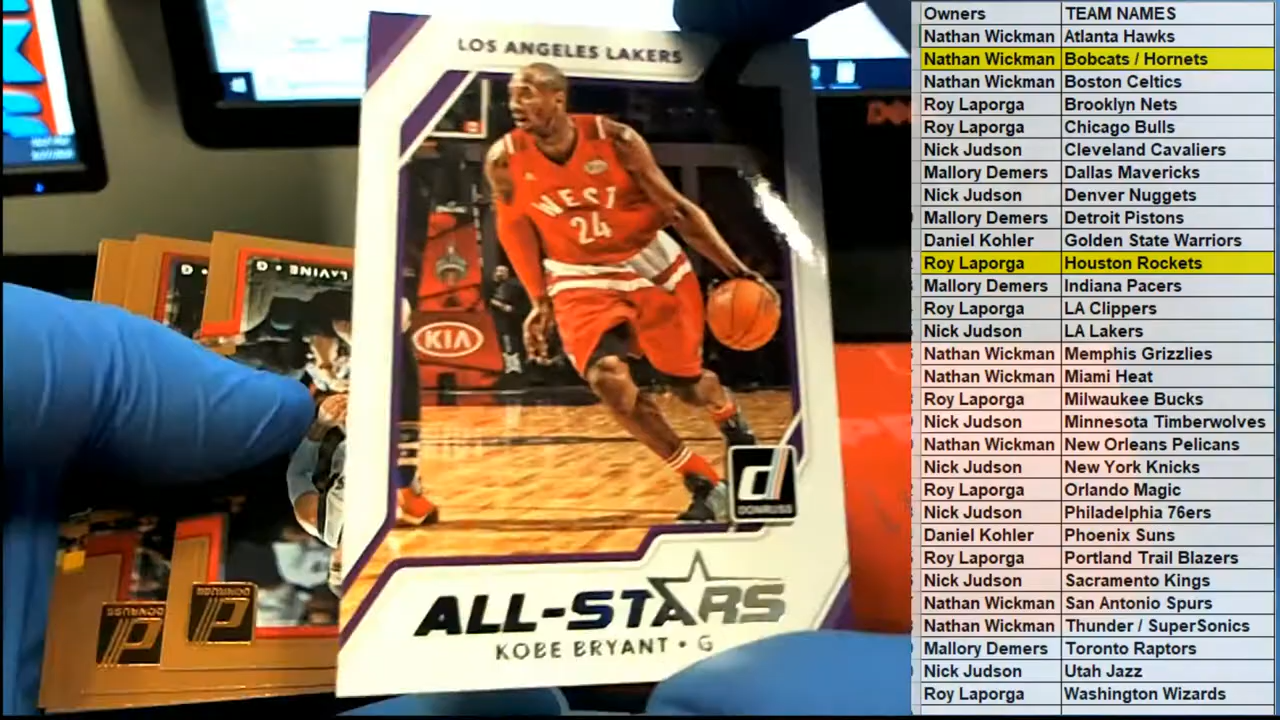 LOS ANGELES LAKERS
WEST
24
KIA
DONRUSS
ALL-STARS
KOBE BRYANT • G
LAVINE • G
DONRUSS
DONRUSS
Owners TEAM NAMES
Nathan Wickman Atlanta Hawks
Nathan Wickman Bobcats / Hornets
Nathan Wickman Boston Celtics
Roy Laporga Brooklyn Nets
Roy Laporga Chicago Bulls
Nick Judson Cleveland Cavaliers
Mallory Demers Dallas Mavericks
Nick Judson Denver Nuggets
Mallory Demers Detroit Pistons
Daniel Kohler Golden State Warriors
Roy Laporga Houston Rockets
Mallory Demers Indiana Pacers
Roy Laporga LA Clippers
Nick Judson LA Lakers
Nathan Wickman Memphis Grizzlies
Nathan Wickman Miami Heat
Roy Laporga Milwaukee Bucks
Nick Judson Minnesota Timberwolves
Nathan Wickman New Orleans Pelicans
Nick Judson New York Knicks
Roy Laporga Orlando Magic
Nick Judson Philadelphia 76ers
Daniel Kohler Phoenix Suns
Roy Laporga Portland Trail Blazers
Nick Judson Sacramento Kings
Nathan Wickman San Antonio Spurs
Nathan Wickman Thunder / SuperSonics
Mallory Demers Toronto Raptors
Nick Judson Utah Jazz
Roy Laporga Washington Wizards